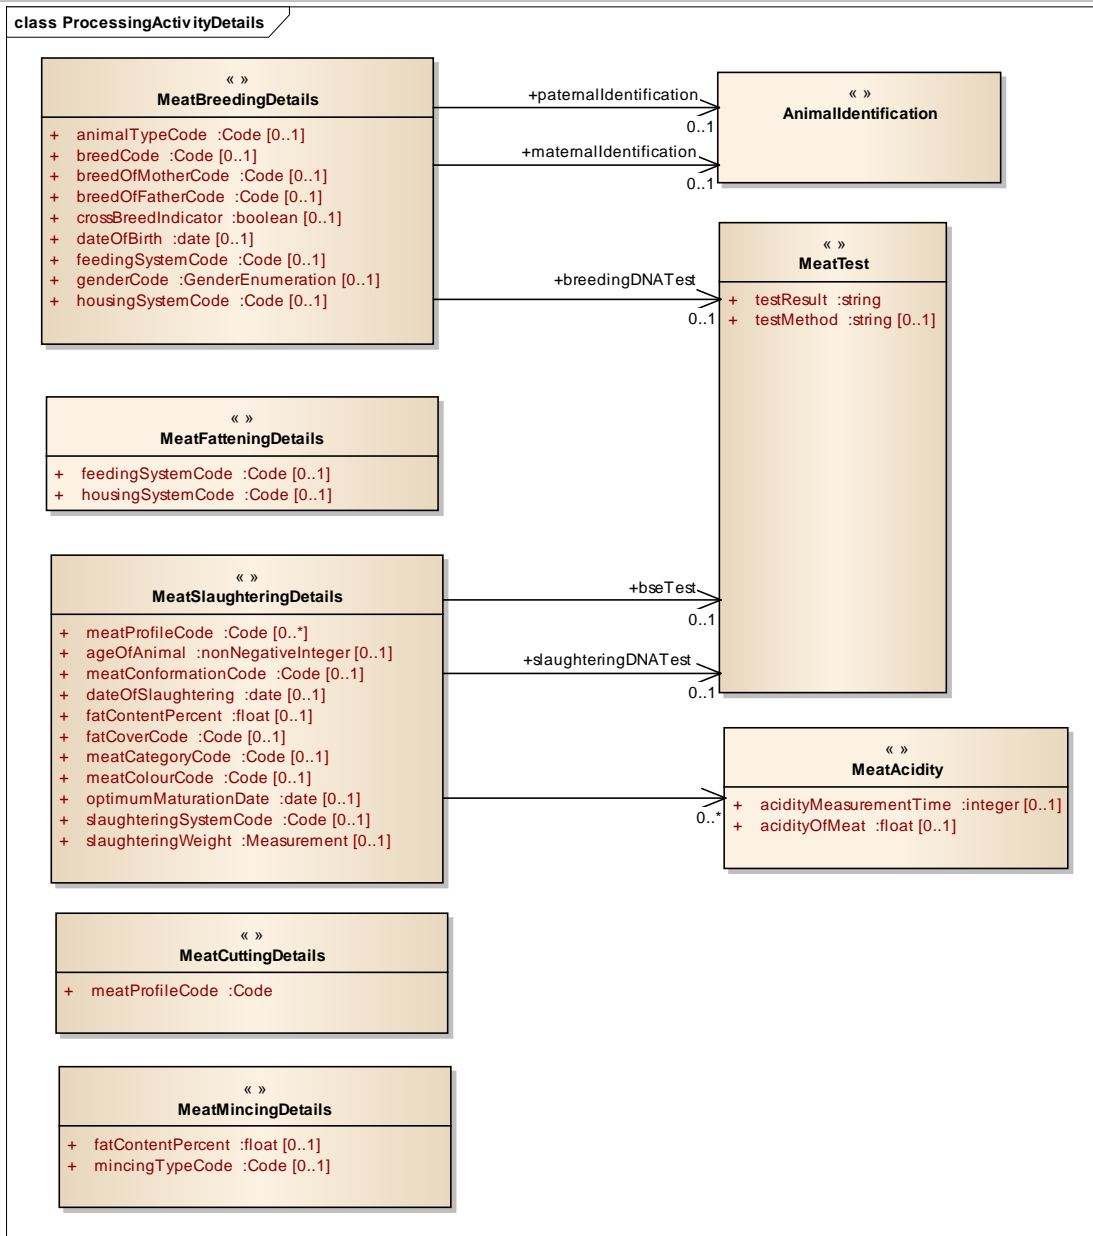 class ProcessingActivityDetails
« »
MeatBreedingDetails
+ animalTypeCode :Code [0..1]
+ breedCode :Code [0..1]
+ breedOfMotherCode :Code [0..1]
+ breedOfFatherCode :Code [0..1]
+ crossBreedIndicator :boolean [0..1]
+ dateOfBirth :date [0..1]
+ feedingSystemCode :Code [0..1]
+ genderCode :GenderEnumeration [0..1]
+ housingSystemCode :Code [0..1]
+paternalIdentification
0..1
+maternalIdentification
0..1
« »
AnimalIdentification
+breedingDNATest
0..1
« »
MeatTest
+ testResult :string
+ testMethod :string [0..1]
« »
MeatFatteningDetails
+ feedingSystemCode :Code [0..1]
+ housingSystemCode :Code [0..1]
« »
MeatSlaughteringDetails
+ meatProfileCode :Code [0..*]
+ ageOfAnimal :nonNegativeInteger [0..1]
+ meatConformationCode :Code [0..1]
+ dateOfSlaughtering :date [0..1]
+ fatContentPercent :float [0..1]
+ fatCoverCode :Code [0..1]
+ meatCategoryCode :Code [0..1]
+ meatColourCode :Code [0..1]
+ optimumMaturationDate :date [0..1]
+ slaughteringSystemCode :Code [0..1]
+ slaughteringWeight :Measurement [0..1]
+bseTest
0..1
+slaughteringDNATest
0..1
0..*
« »
MeatAcidity
+ acidityMeasurementTime :integer [0..1]
+ acidityOfMeat :float [0..1]
« »
MeatCuttingDetails
+ meatProfileCode :Code
« »
MeatMincingDetails
+ fatContentPercent :float [0..1]
+ mincingTypeCode :Code [0..1]